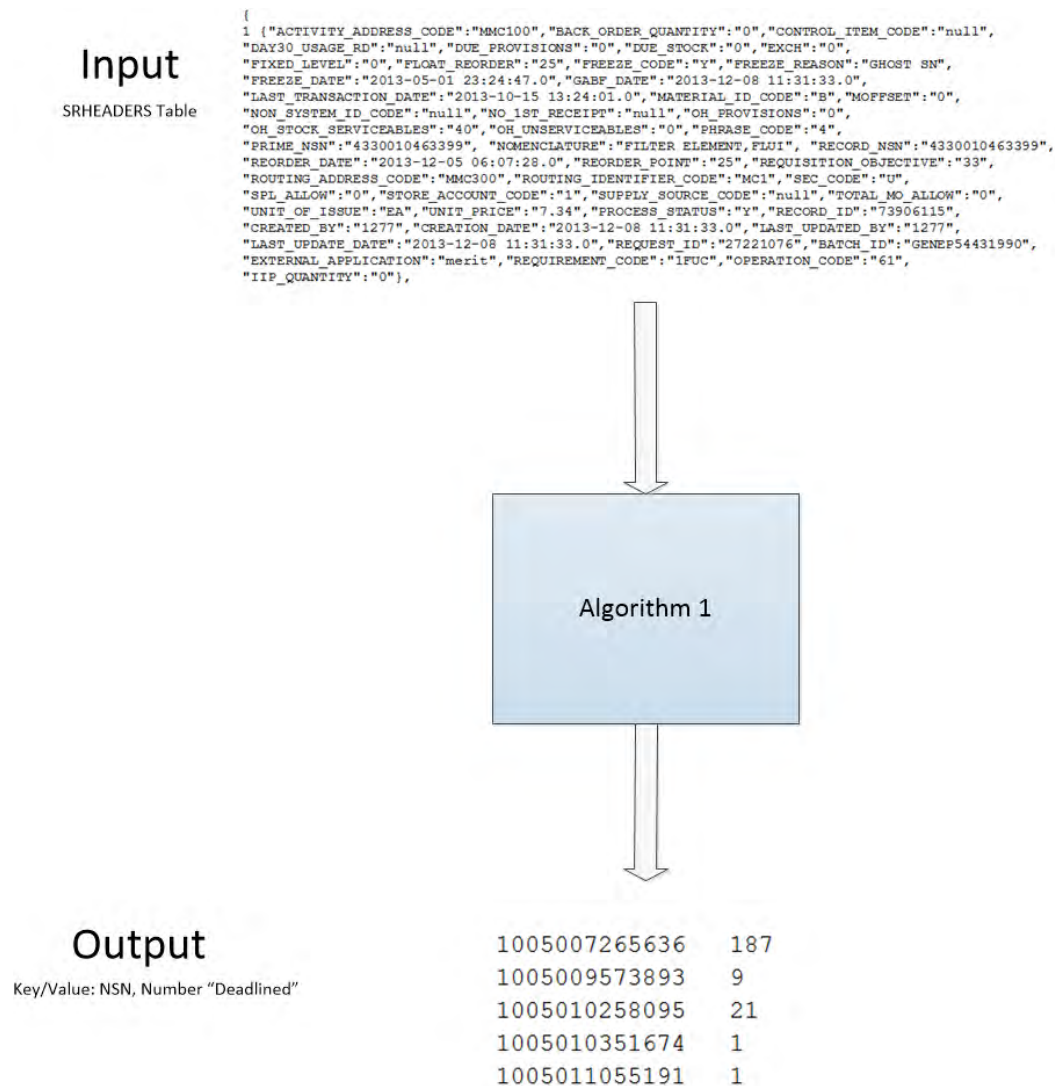 Input
SRHEADERS Table
{
1 {"ACTIVITY_ADDRESS_CODE":"MMC100","BACK_ORDER_QUANTITY":"0","CONTROL_ITEM_CODE":"null",
"DAY30_USAGE_RD":"null","DUE_PROVISIONS":"0","DUE_STOCK":"0","EXCH":"0",
"FIXED_LEVEL":"0","FLOAT_REORDER":"25","FREEZE_CODE":"Y","FREEZE_REASON":"GHOST SN",
"FREEZE_DATE":"2013-05-01 23:24:47.0","GABF_DATE":"2013-12-08 11:31:33.0",
"LAST_TRANSACTION_DATE":"2013-10-15 13:24:01.0","MATERIAL_ID_CODE":"B","MOFFSET":"0",
"NON_SYSTEM_ID_CODE":"null","NO_1ST_RECEIPT":"null","OH_PROVISIONS":"0",
"OH_STOCK_SERVICEABLES":"40","OH_UNSERVICEABLES":"0","PHRASE_CODE":"4",
"PRIME_NSN":"4330010463399", "NOMENCLATURE":"FILTER ELEMENT,FLUI", "RECORD_NSN":"4330010463399",
"REORDER_DATE":"2013-12-05 06:07:28.0","REORDER_POINT":"25","REQUISITION_OBJECTIVE":"33",
"ROUTING_ADDRESS_CODE":"MMC300","ROUTING_IDENTIFIER_CODE":"MC1","SEC_CODE":"U",
"SPL_ALLOW":"0","STORE_ACCOUNT_CODE":"1","SUPPLY_SOURCE_CODE":"null","TOTAL_MO_ALLOW":"0",
"UNIT_OF_ISSUE":"EA","UNIT_PRICE":"7.34","PROCESS_STATUS":"Y","RECORD_ID":"73906115",
"CREATED_BY":"1277","CREATION_DATE":"2013-12-08 11:31:33.0","LAST_UPDATED_BY":"1277",
"LAST_UPDATE_DATE":"2013-12-08 11:31:33.0","REQUEST_ID":"27221076","BATCH_ID":"GENEP54431990",
"EXTERNAL_APPLICATION":"merit","REQUIREMENT_CODE":"1FUC","OPERATION_CODE":"61",
"IIP_QUANTITY":"0"},
Algorithm 1
Output
Key/Value: NSN, Number “Deadlined”
1005007265636 187
1005009573893 9
1005010258095 21
1005010351674 1
1005011055191 1